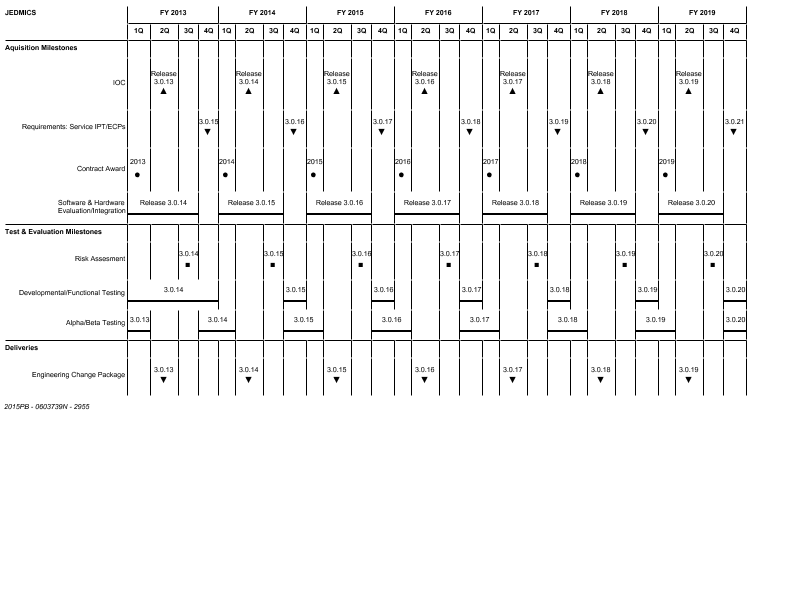 JEDMICS FY 2013 FY 2014 FY 2015 FY 2016 FY 2017 FY 2018 FY 2019
1Q 2Q 3Q 4Q 1Q 2Q 3Q 4Q 1Q 2Q 3Q 4Q 1Q 2Q 3Q 4Q 1Q 2Q 3Q 4Q 1Q 2Q 3Q 4Q 1Q 2Q 3Q 4Q
Aquisition Milestones
Release Release Release Release Release Release Release
IOC 3.0.13 3.0.14 3.0.15 3.0.16 3.0.17 3.0.18 3.0.19
Requirements: Service IPT/ECPs 3.0.15 3.0.16 3.0.17 3.0.18 3.0.19 3.0.20 3.0.21
Contract Award 2013 2014 2015 2016 2017 2018 2019
Software & Hardware
Evaluation/Integration Release 3.0.14 Release 3.0.15 Release 3.0.16 Release 3.0.17 Release 3.0.18 Release 3.0.19 Release 3.0.20
Test & Evaluation Milestones
Risk Assesment 3.0.14 3.0.15 3.0.16 3.0.17 3.0.18 3.0.19 3.0.20
Developmental/Functional Testing 3.0.14 3.0.15 3.0.16 3.0.17 3.0.18 3.0.19 3.0.20
Alpha/Beta Testing 3.0.13 3.0.14 3.0.15 3.0.16 3.0.17 3.0.18 3.0.19 3.0.20
Deliveries
Engineering Change Package 3.0.13 3.0.14 3.0.15 3.0.16 3.0.17 3.0.18 3.0.19
2015PB - 0603739N - 2955